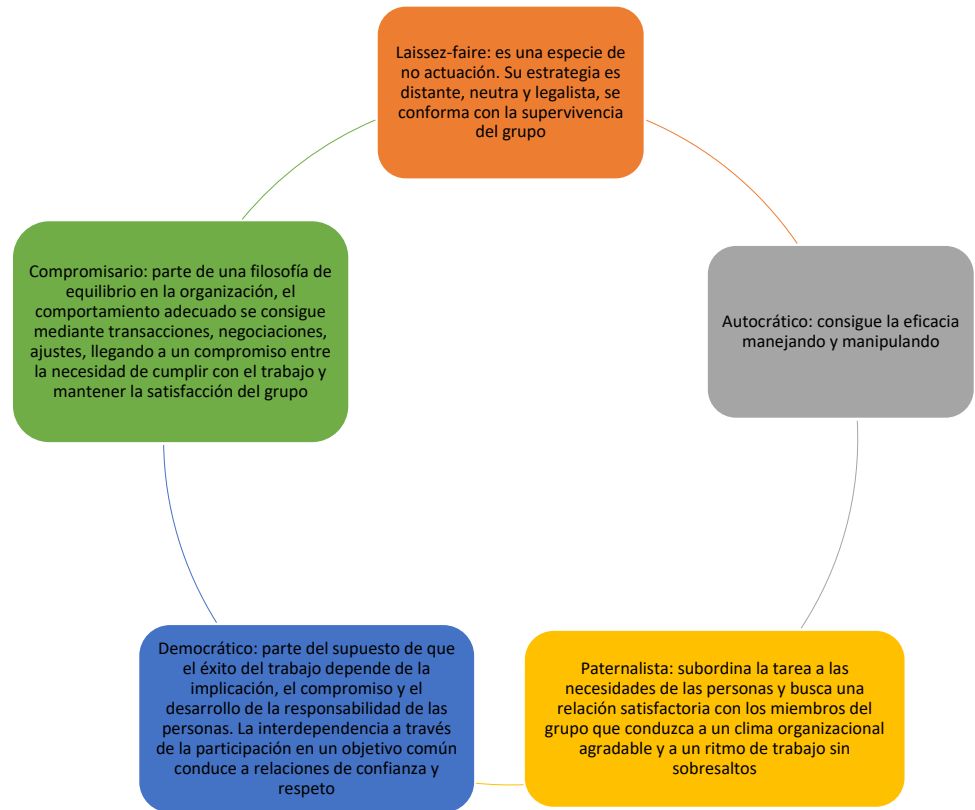 Laissez-faire: es una especie de
no actuación. Su estrategia es
distante, neutra y legalista, se
conforma con la supervivencia
del grupo
Autocrático: consigue la eficacia
manejando y manipulando
Paternalista: subordina la tarea a las
necesidades de las personas y busca una
relación satisfactoria con los miembros del
grupo que conduzca a un clima organizacional
agradable y a un ritmo de trabajo sin
sobresaltos
Democrático: parte del supuesto de que
el éxito del trabajo depende de la
implicación, el compromiso y el
desarrollo de la responsabilidad de las
personas. La interdependencia a través
de la participación en un objetivo común
conduce a relaciones de confianza y
respeto
Compromisario: parte de una filosofía de
equilibrio en la organización, el
comportamiento adecuado se consigue
mediante transacciones, negociaciones,
ajustes, llegando a un compromiso entre
la necesidad de cumplir con el trabajo y
mantener la satisfacción del grupo